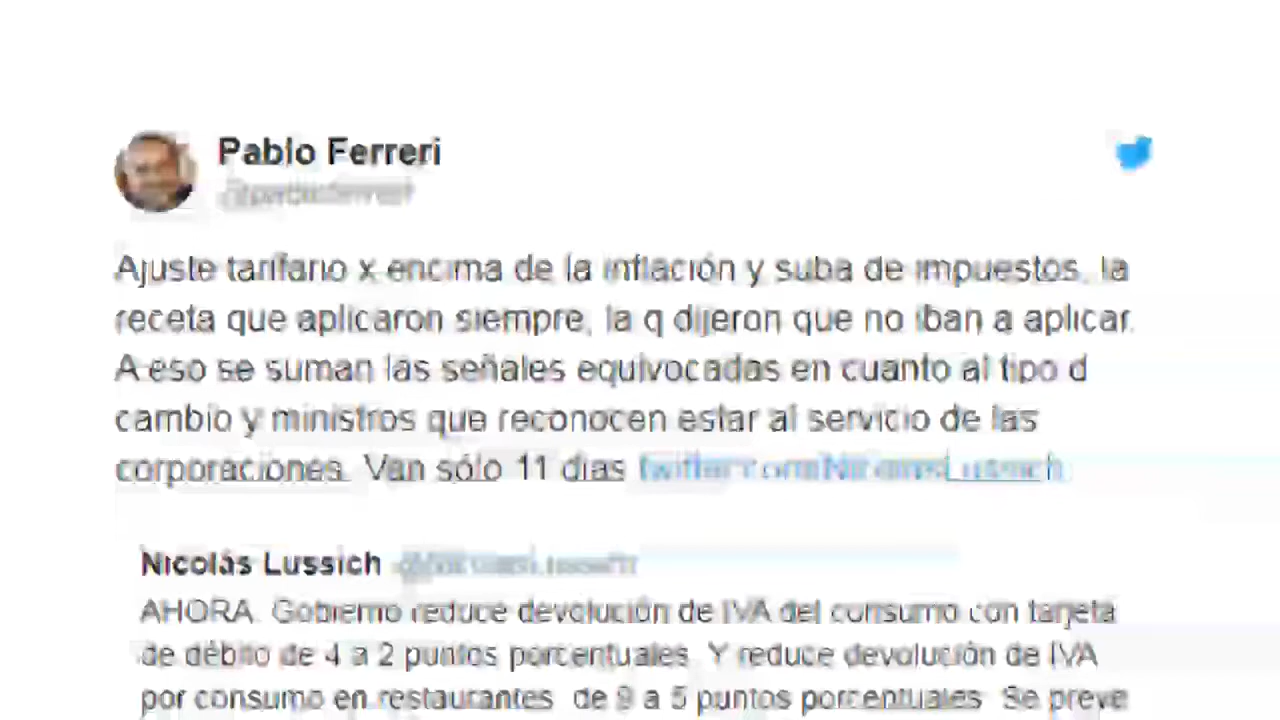 Pablo Ferreri
Ajuste tarifario x encima de la inflación y suba de impuestos, la
receta que aplicaron siempre, la q dijeron que no iban a aplicar.
A eso se suman las señales equivocadas en cuanto al tipo d
cambio y ministros que reconocen estar al servicio de las
corporaciones. Van sólo 11 días
Nicolás Lussich
AHORA. Gobierno reduce devolución de IVA del consumo con tarjeta
de débito de 4 a 2 puntos porcentuales. Y reduce devolución de IVA
por consumo en restaurantes de 9 a 5 puntos porcentuales. Se preve